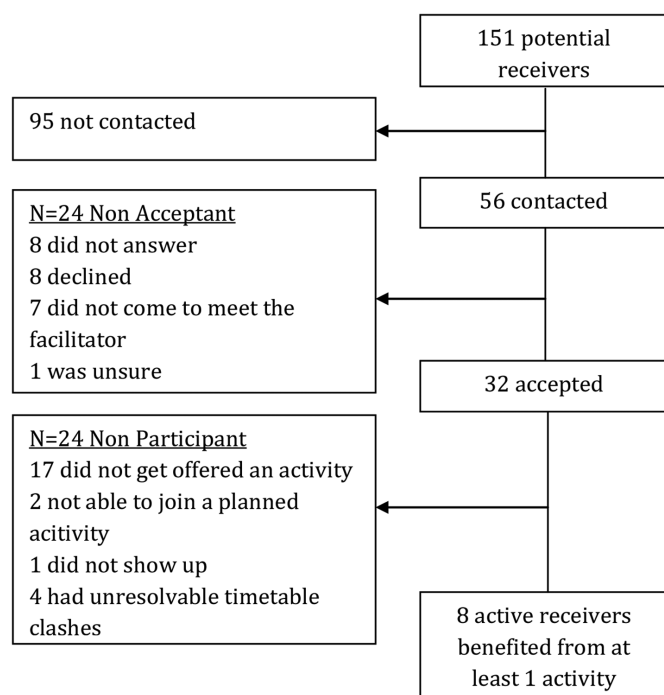 151 potential
receivers
95 not contacted
56 contacted
N=24 Non Acceptant
8 did not answer
8 declined
7 did not come to meet the
facilitator
1 was unsure
32 accepted
N=24 Non Participant
17 did not get offered an activity
2 not able to join a planned
acitivity
1 did not show up
4 had unresolvable timetable
clashes
8 active receivers
benefited from at
least 1 activity